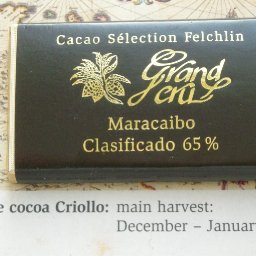 Cacao Sélection Felchlin
Grand
cru
Maracaibo
Clasificado 65 %
e cocoa Criollo: main harvest:
December – January